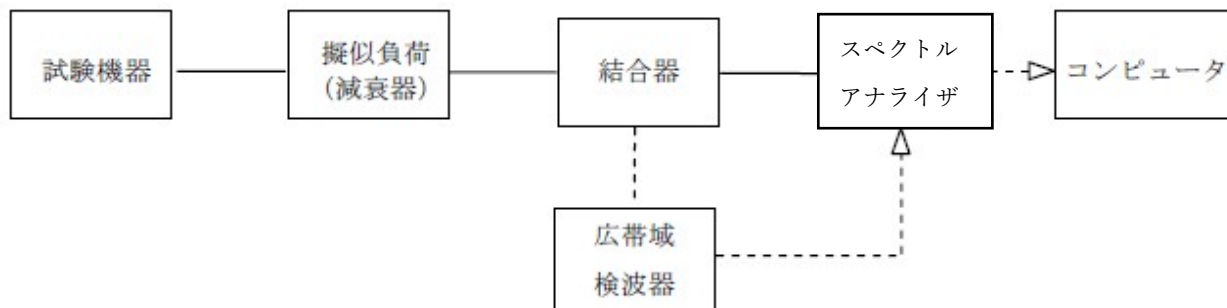 試験機器
擬似負荷
（減衰器）
結合器
スペクトル
アナライザ
コンピュータ
広帯域
検波器